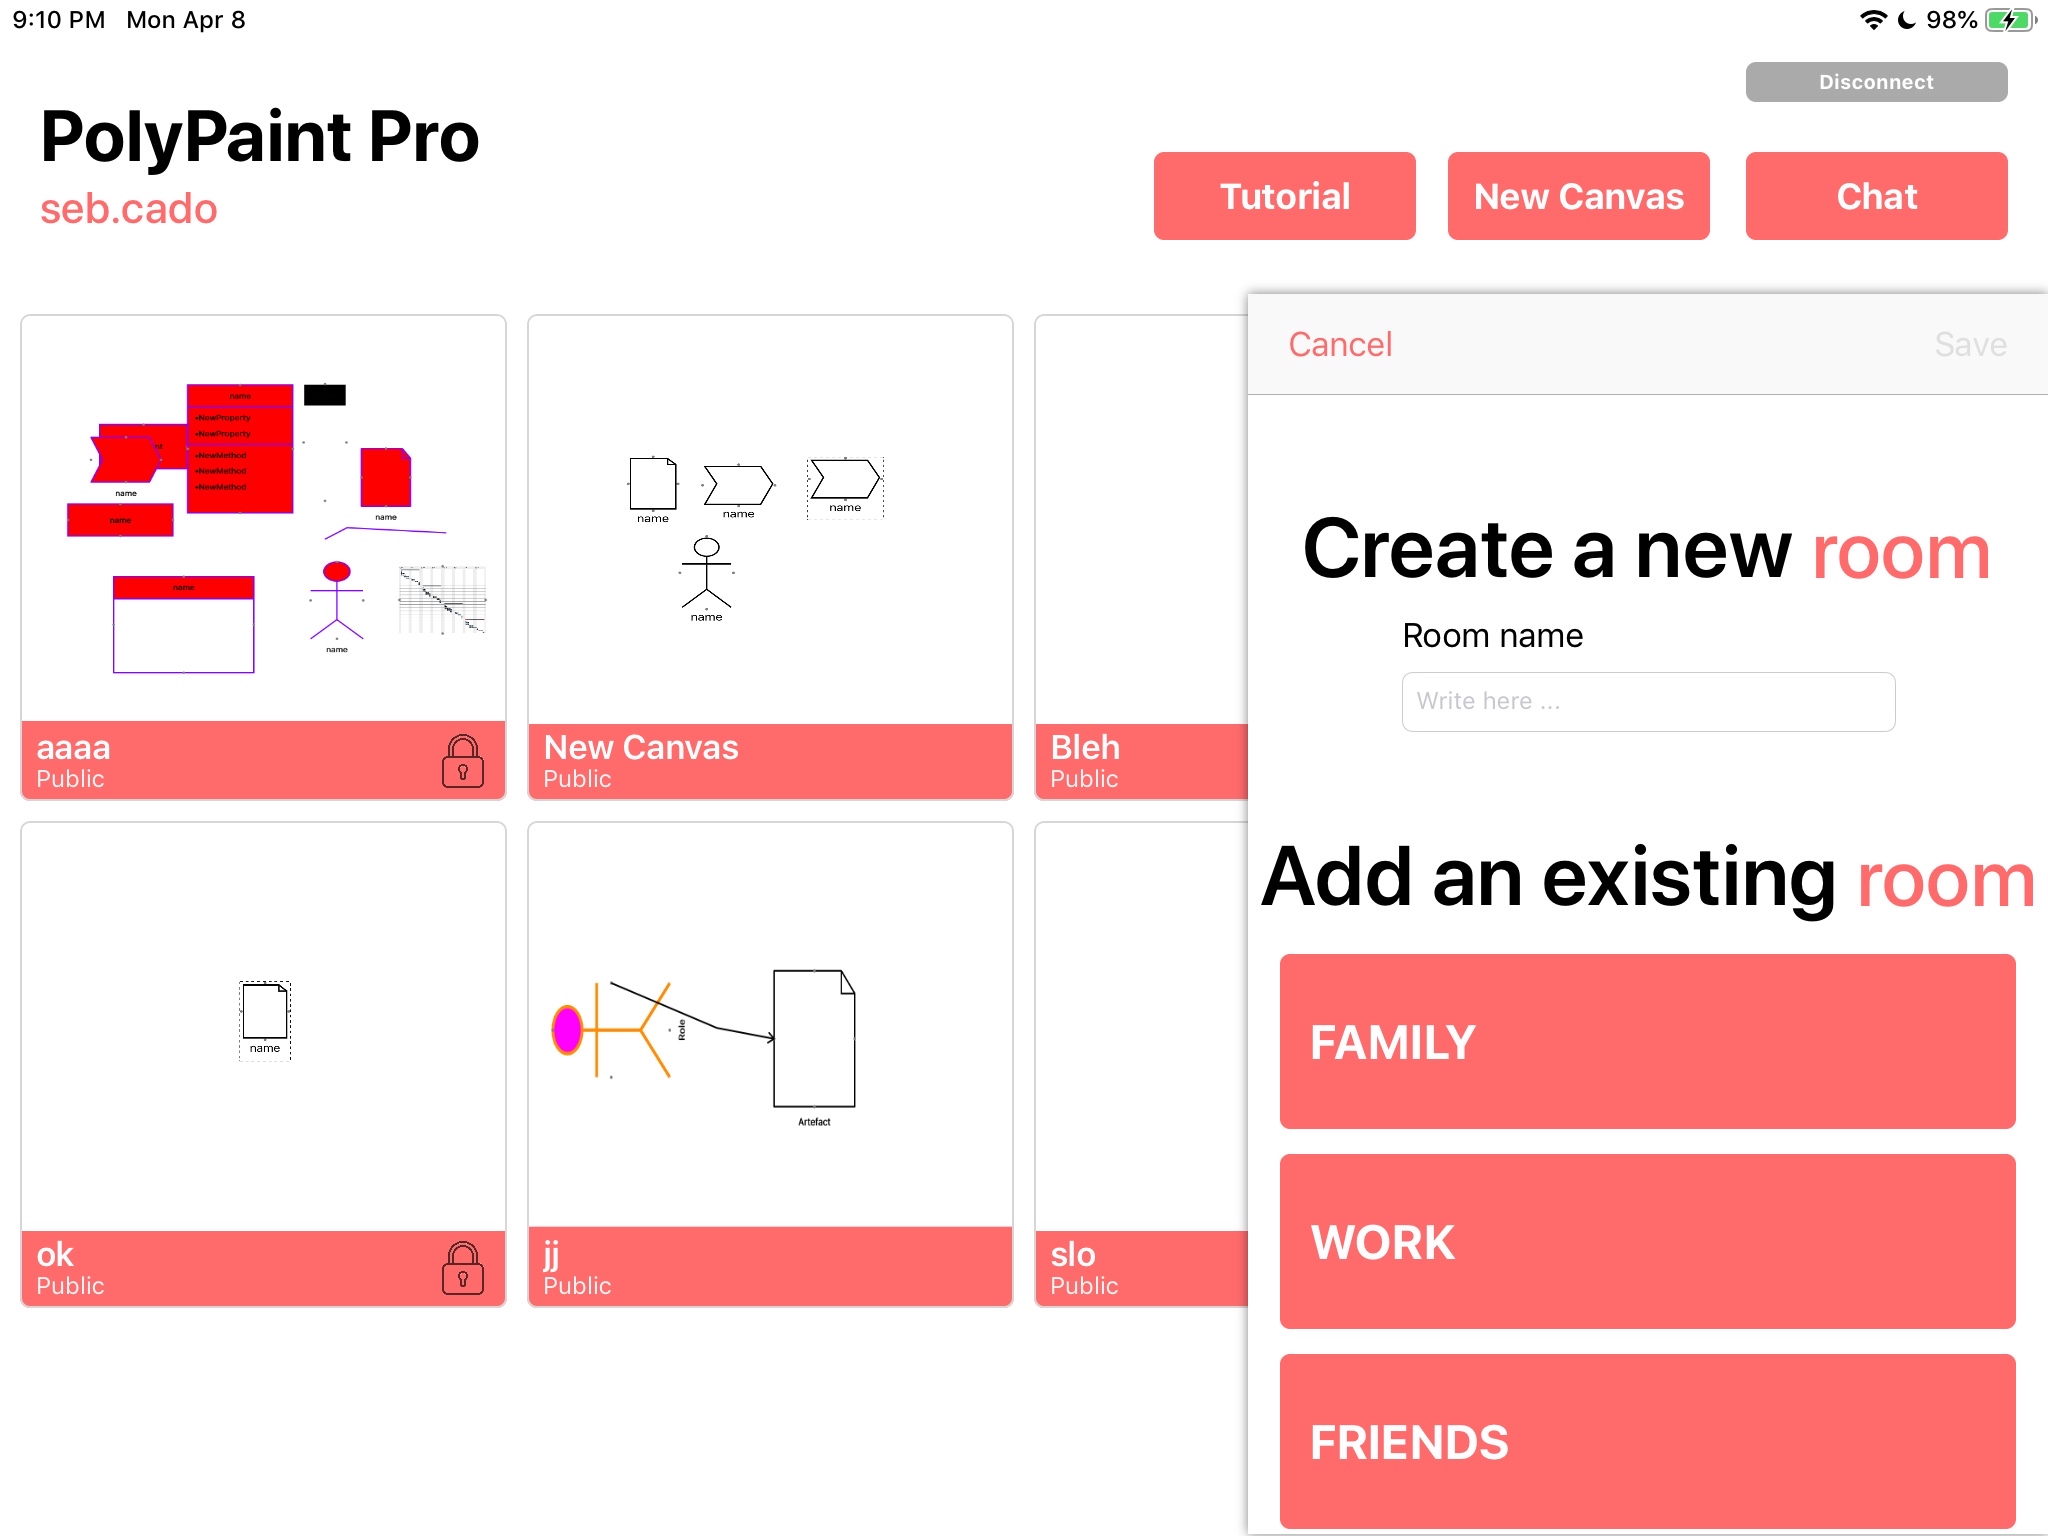 9:10 PM Mon Apr 8
98%
Disconnect
PolyPaint Pro
seb.cado
Tutorial
New Canvas
Chat
name
+NewProperty
+NewProperty
+NewMethod
+NewMethod
+NewMethod
name
name
name
name
name
aaaa
Public
name
name
name
name
New Canvas
Public
Bleh
Public
name
ok
Public
Role
Artefact
jj
Public
slo
Public
Cancel
Save
Create a new room
Room name
Write here ...
Add an existing room
FAMILY
WORK
FRIENDS